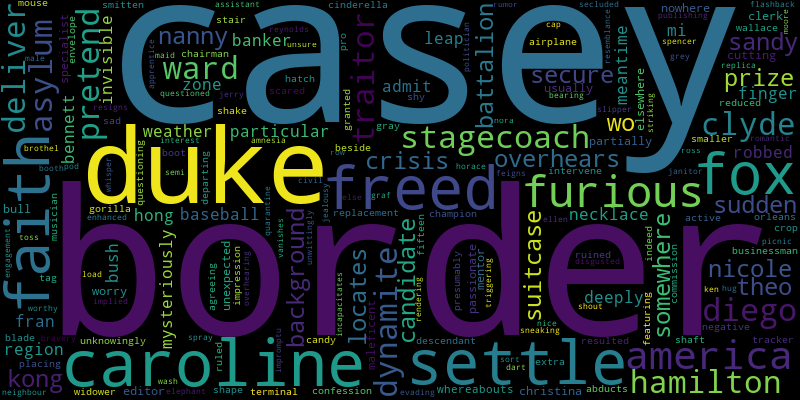 casey
border
duke
caroline
settle
freed
furious
fox
faith
america
hamilton
diego
clyde
stagecoach
ward
traitor
pretend
deliver
asylum
nanny
banker
invisible
zone
battalion
leap
admit
secure
usually
meantime
mi
sandy
prize
finger
wo
crisis
overhears
necklace
sudden
nicole
theo
somewhere
suitcase
deeply
candidate
locates
dynamite
background
mysteriously
kong
region
fran
bush
worry
bennett
weather
particular
baseball
hong
unexpected
impression
agreeing
questioning
departing
mouse
smitten
assistant
stair
cinderella
rumor
secluded
flashback
envelope
specialist
maid
chairman
pro
unsure
cap
airplane
politician
resemblance
nowhere
publishing
clerk
wallace
moore
spencer
grey
cutting
replica
reduced
elsewhere
striking
bearing
shy
granted
scared
jerry
reynolds
hatch
questioned
apprentice
resigns
male
sad
shake
gray
beside
nora
slipper
partially
smaller
romantic
robbed
ross
janitor
brothel
booth
pod
whisper
boot
interest
semi
amnesia
row
horace
feigns
intervene
graf
else
civil
jealousy
replacement
champion
fifteen
ellen
active
orleans
crop
picnic
businessman
bull
musician
gorilla
enhanced
toss
engagement
tag
load
implied
worthy
blade
bravery
placing
unknowingly
neighbour
widower
wash
editor
elephants
shape
spray
ruled
terminal
overhearing
quarantine
vanishes
unwittingly
impromptu
candy
confession
incapacitates
maleficent
descendant
evading
rendering
whereabouts
presumably
passionate
mentor
triggering
sort
dart
nice
sneaking
extra
christina
shout
abducts
featuring
resulted
indeed
commission
ruined
disgusted
ken
hug
negative
shaft
tracker